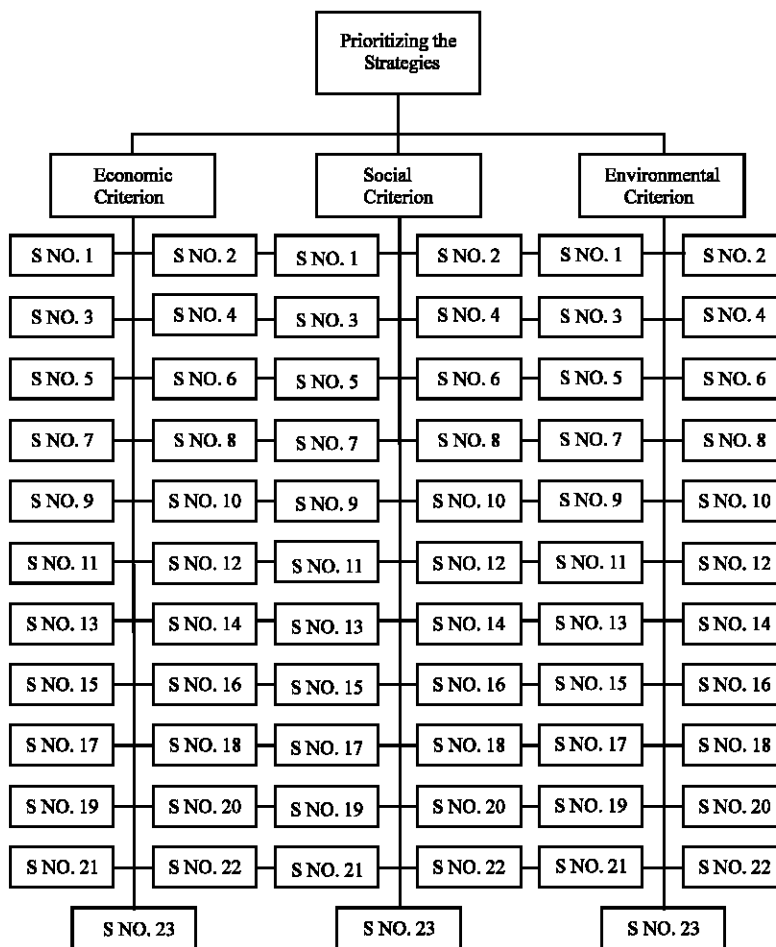 Prioritizing the
Strategies
Economic
Criterion
Social
Criterion
Environmental
Criterion
S NO. 1 S NO. 2 S NO. 1 S NO. 2 S NO. 1 S NO. 2
S NO. 3 S NO. 4 S NO. 3 S NO. 4 S NO. 3 S NO. 4
S NO. 5 S NO. 6 S NO. 5 S NO. 6 S NO. 5 S NO. 6
S NO. 7 S NO. 8 S NO. 7 S NO. 8 S NO. 7 S NO. 8
S NO. 9 S NO. 10 S NO. 9 S NO. 10 S NO. 9 S NO. 10
S NO. 11 S NO. 12 S NO. 11 S NO. 12 S NO. 11 S NO. 12
S NO. 13 S NO. 14 S NO. 13 S NO. 14 S NO. 13 S NO. 14
S NO. 15 S NO. 16 S NO. 15 S NO. 16 S NO. 15 S NO. 16
S NO. 17 S NO. 18 S NO. 17 S NO. 18 S NO. 17 S NO. 18
S NO. 19 S NO. 20 S NO. 19 S NO. 20 S NO. 19 S NO. 20
S NO. 21 S NO. 22 S NO. 21 S NO. 22 S NO. 21 S NO. 22
S NO. 23 S NO. 23 S NO. 23